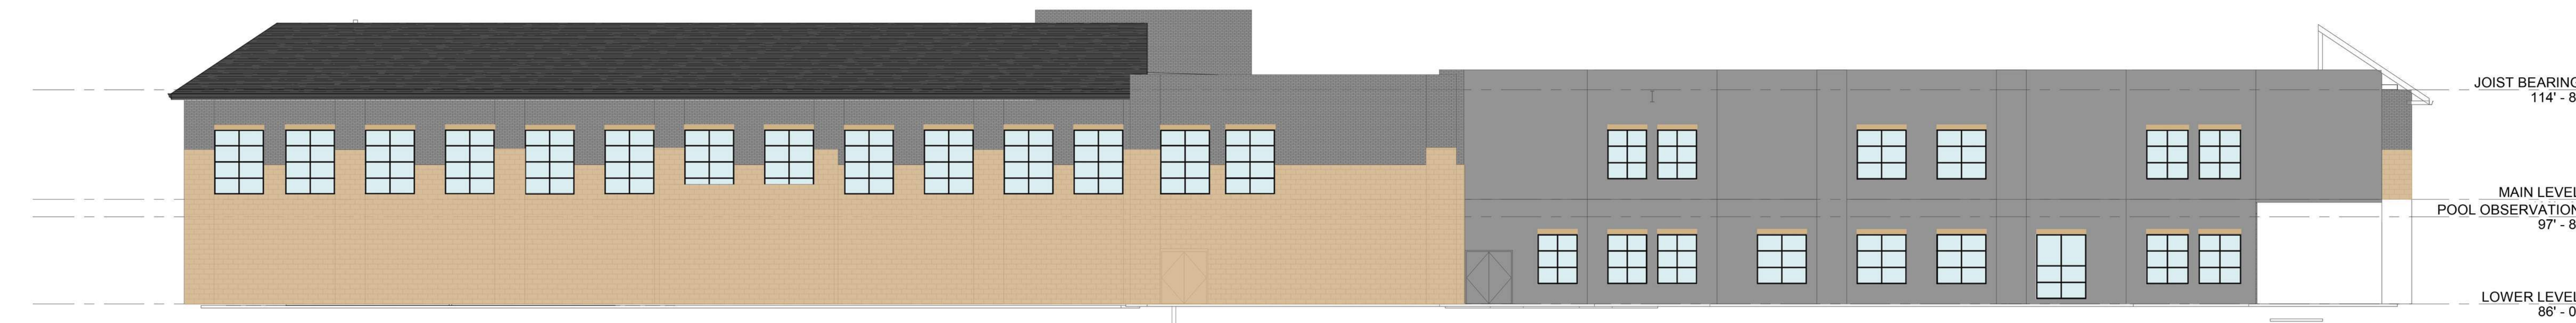 JOIST BEARING
114' - 8
MAIN LEVEL
POOL OBSERVATION
97' - 8
LOWER LEVEL
86' - 0